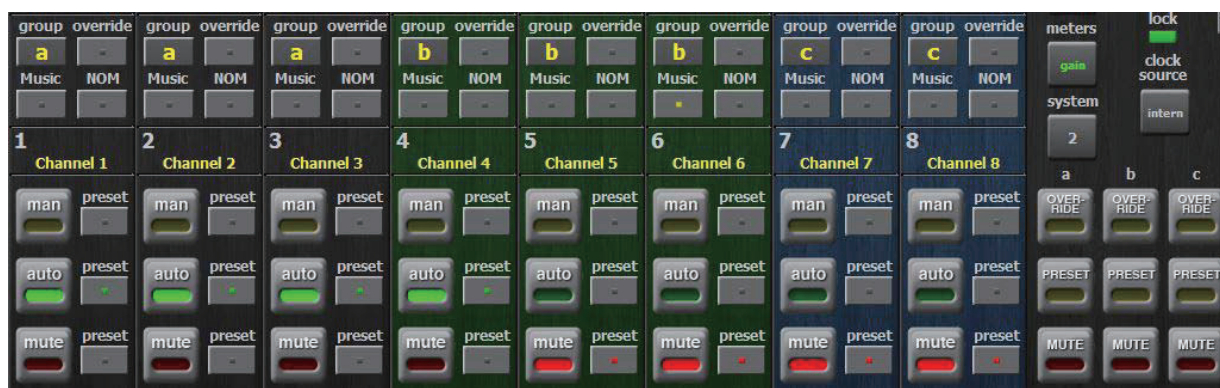 group override group override group override group override group override group override group override group override
a a a b b b c c
Music NOM Music NOM Music NOM Music NOM Music NOM Music NOM Music NOM Music NOM
1 2 3 4 5 6 7 8
Channel 1 Channel 2 Channel 3 Channel 4 Channel 5 Channel 6 Channel 7 Channel 8
man preset man preset man preset man preset man preset man preset man preset man preset
auto preset auto preset auto preset auto preset auto preset auto preset auto preset auto preset
mute preset mute preset mute preset mute preset mute preset mute preset mute preset mute preset
meters
gain
system
2
lock
clock
source
intern
a b c
OVER- OVER- OVER-
RIDE RIDE RIDE
PRESET PRESET PRESET
MUTE MUTE MUTE